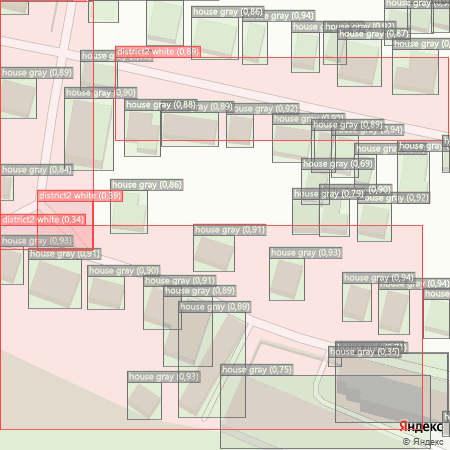 house gray (0,86)
house gray (0,94)
house gray (0,92)
house gray (0,87)
district2 white (0,89)
house gray (0,89)
house gray (0,90)
house gray (0,88)
house gray (0,89)
house gray (0,92)
house gray (0,92)
house gray (0,89)
house gray (0,94)
house gray (0,84)
house gray (0,69)
house gray (0,86)
house gray (0,79)
house gray (0,90)
house gray (0,92)
district2 white (0,39)
district2 white (0,34)
house gray (0,93)
house gray (0,91)
house gray (0,91)
house gray (0,93)
house gray (0,90)
house gray (0,91)
house gray (0,89)
house gray (0,94)
house gray (0,94)
house gray (0,89)
house gray (0,35)
house gray (0,75)
house gray (0,93)
Яндекс
© Яндекс